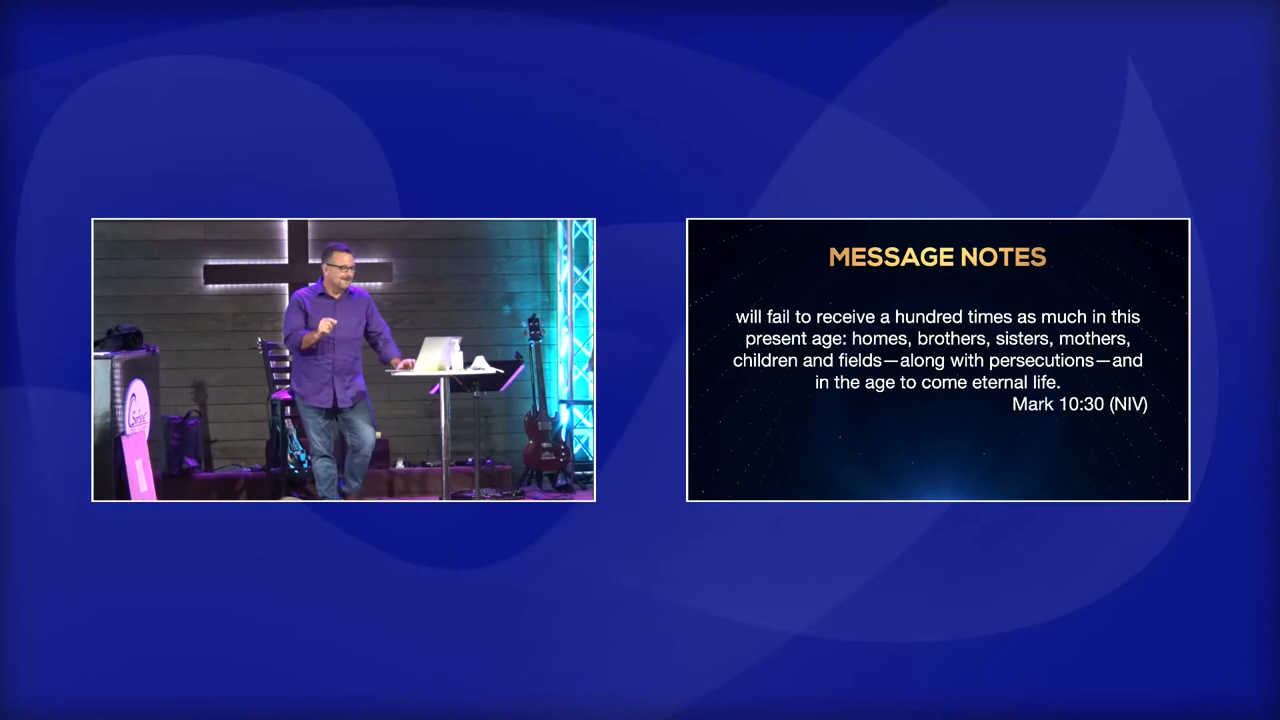 MESSAGE NOTES
will fail to receive a hundred times as much in this
present age: homes, brothers, sisters, mothers,
children and fields—along with persecutions—and
in the age to come eternal life.
Mark 10:30 (NIV)